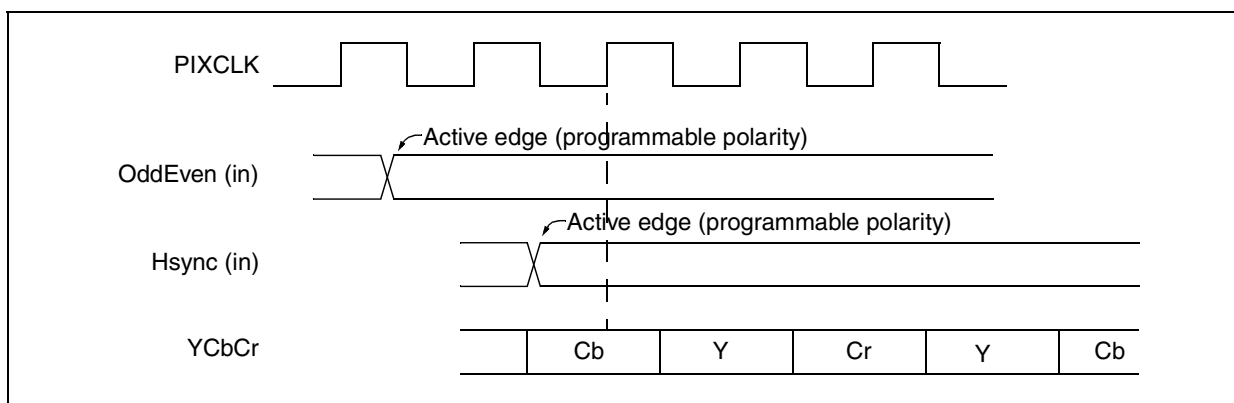 PIXCLK
Active edge (programmable polarity)
OddEven (in)
Active edge (programmable polarity)
Hsync (in)
YCbCr
Cb
Y
Cr
Y
Cb